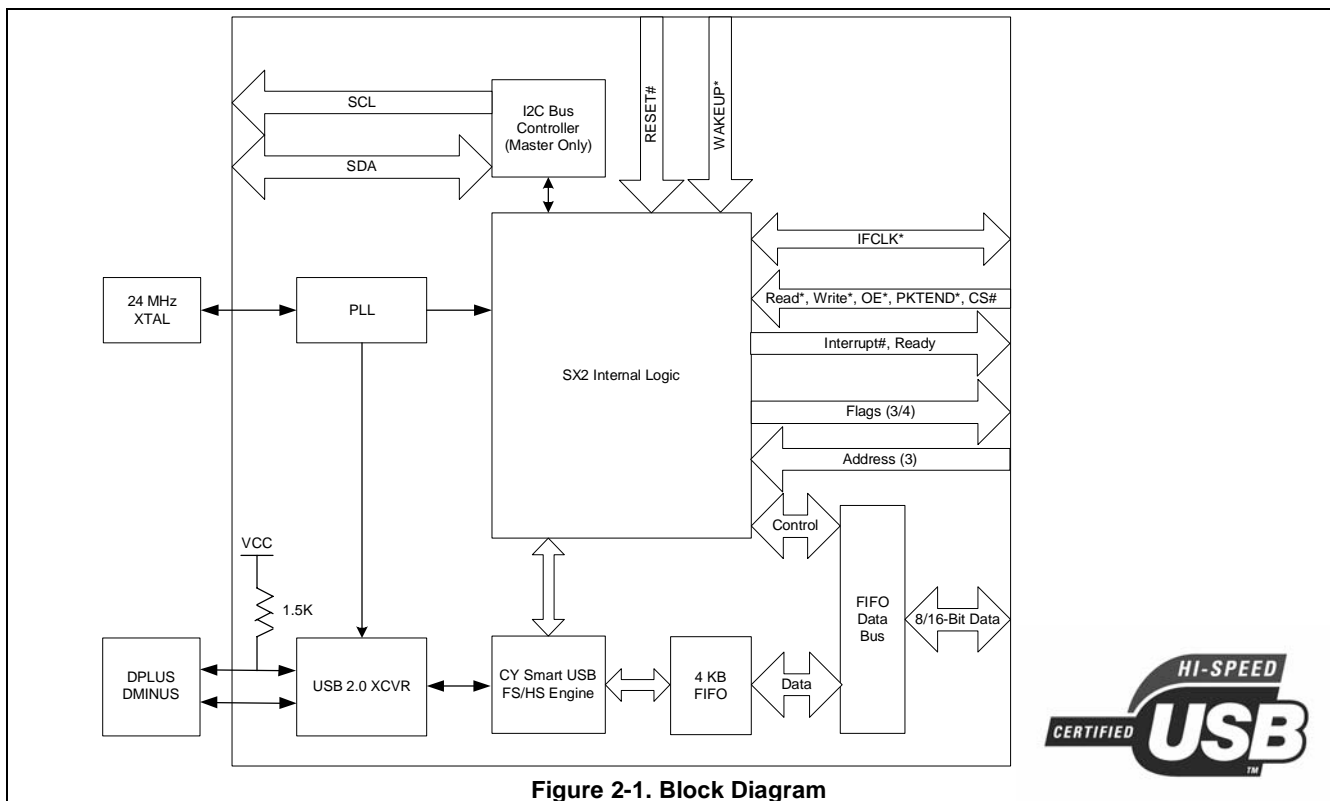 RESET#
WAKEUP*
SCL
I2C Bus
Controller
(Master Only)
SDA
IFCLK*
24 MHz
XTAL
PLL
Read*, Write*, OE*, PKTEND*, CS#
Interrupt#, Ready
SX2 Internal Logic
Flags (3/4)
Address (3)
Control
VCC
1.5K
FIFO
Data
Bus
8/16-Bit Data
DPLUS
DMINUS
USB 2.0 XCVR
CY Smart USB
FS/HS Engine
4 KB
FIFO
Data
HI-SPEED
CERTIFIED
USB
TM
Figure 2-1. Block Diagram